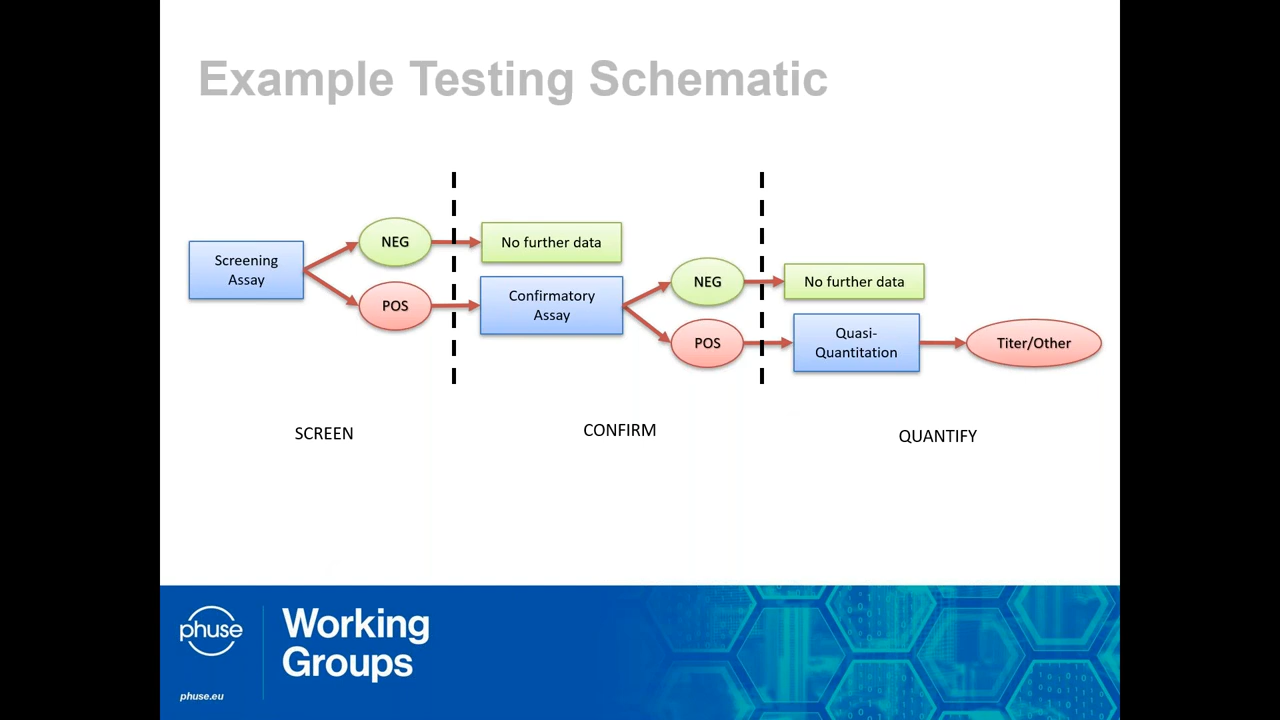 Example Testing Schematic
Screening
Assay
NEG
POS
No further data
Confirmatory
Assay
NEG
POS
No further data
Quasi-
Quantitation
Titer/Other
SCREEN
CONFIRM
QUANTIFY
phuse
phuse.eu
Working
Groups